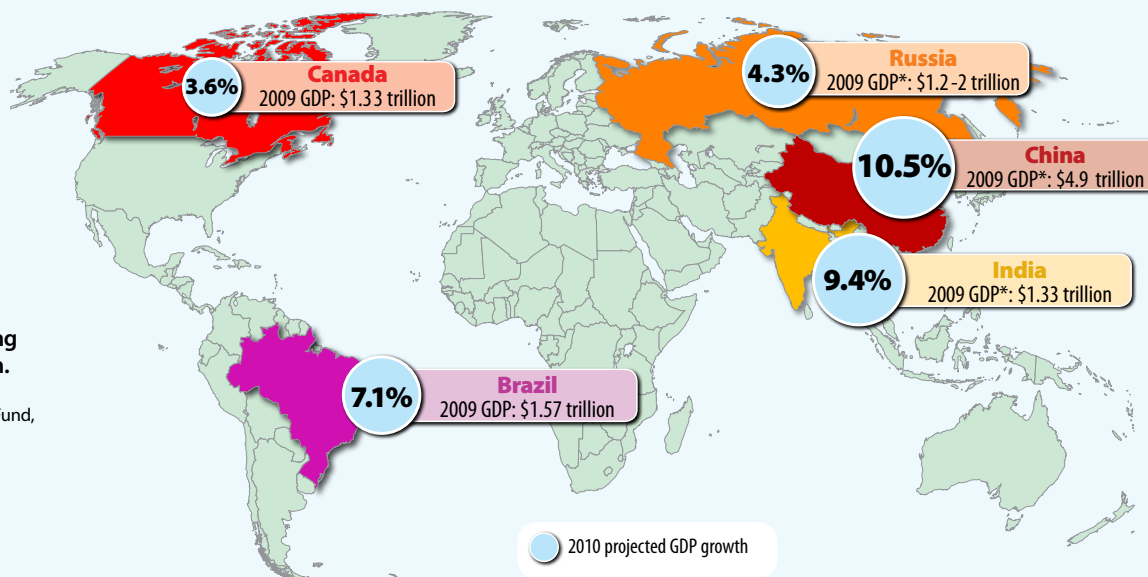 3.6%
Canada
2009 GDP: $1.33 trillion
4.3%
Russia
2009 GDP*: $1.2-2 trillion
10.5%
China
2009 GDP*: $4.9 trillion
9.4%
India
2009 GDP*: $1.33 trillion
7.1%
Brazil
2009 GDP: $1.57 trillion
Fund,
2010 projected GDP growth